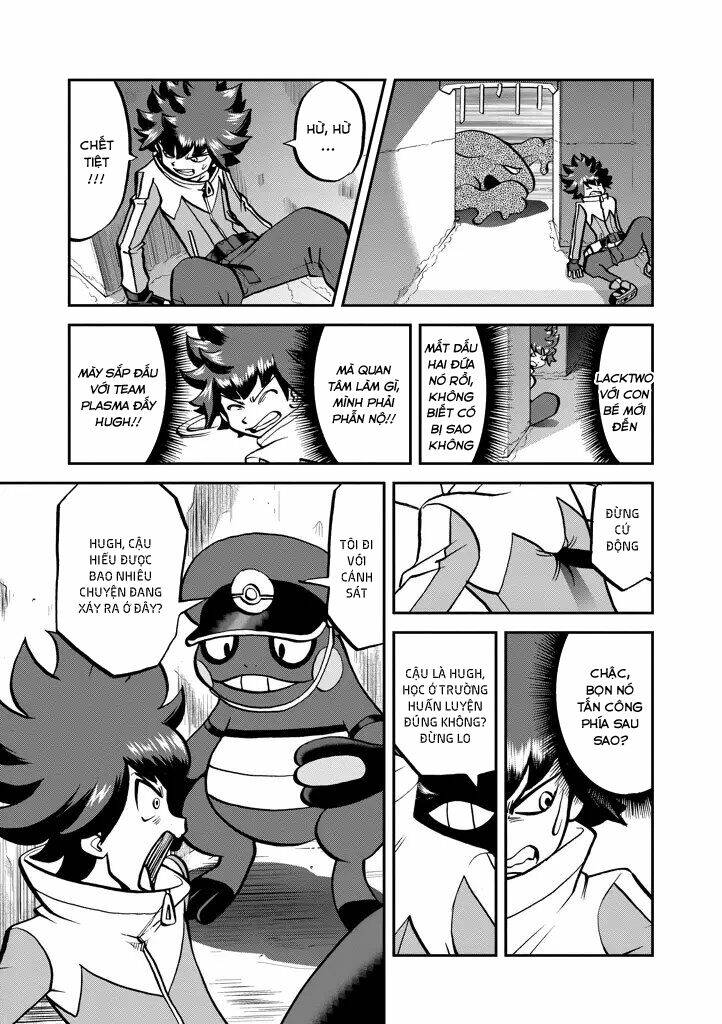 HỪ, HỪ
...
CHẾT
TIỆT
!!!
LACKTWO
VỚI CON
BÉ MỚI
ĐẾN
MẤT DẤU
HAI ĐỨA
NÓ RỒI,
KHÔNG
BIẾT CÓ
BỊ SAO
KHÔNG
MÀ QUAN
TÂM LÀM GÌ,
MÌNH PHẢI
PHẪN NỘ!!
MÀY SẮP ĐẤU
VỚI TEAM
PLASMA ĐẤY
HUGH!!
ĐỪNG
CỬ
ĐỘNG
CHẬC,
BỌN NÓ
TẤN CÔNG
PHÍA SAU
SAO?
CẬU LÀ HUGH,
HỌC Ở TRƯỜNG
HUẤN LUYỆN
ĐÚNG KHÔNG?
ĐỪNG LO
TÔI ĐI
VỚI
CẢNH
SÁT
HUGH, CẬU
HIỂU ĐƯỢC
BAO NHIÊU
CHUYỆN ĐANG
XẢY RA Ở ĐÂY?